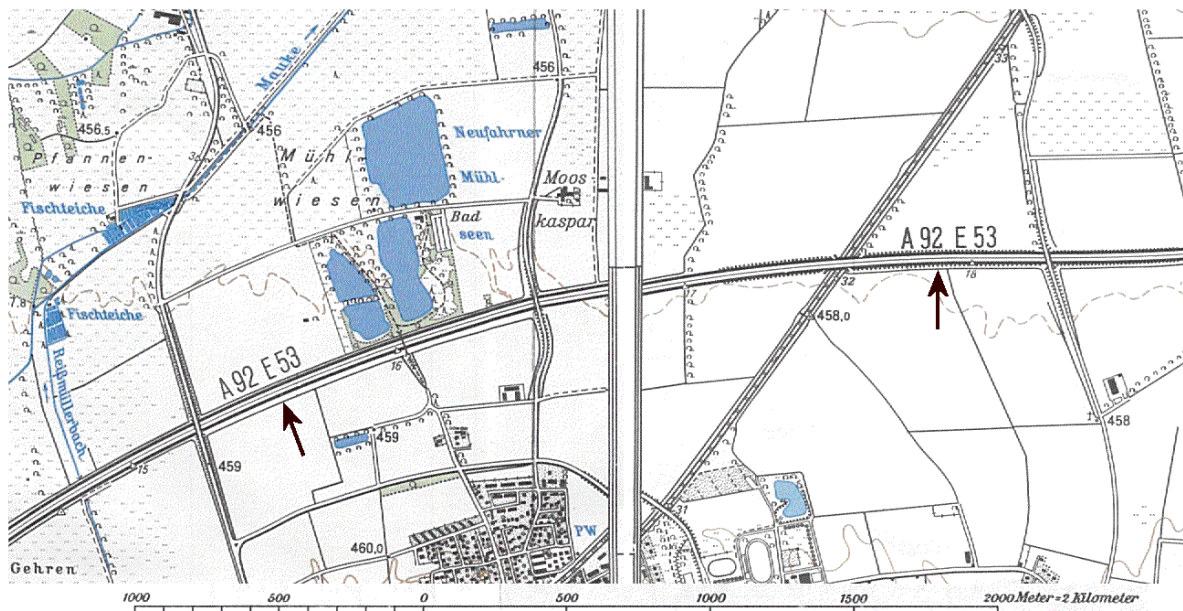 33
Mauke
456
456
456.5
Neufahrner
Mühl-
Bad
seen
Pfannen-
wiesen
Mühl
wiesen
Moos
kaspar
Fischteiche
A 92 E 53
18
32
17
458,0
Fischteiche
16
A 92 E 53
Reißmüllerbach
459
458
15
459
31
PW
460,0
Gehren
1000 500 0 500 1000 1500 2000 Meter=2 Kilometer